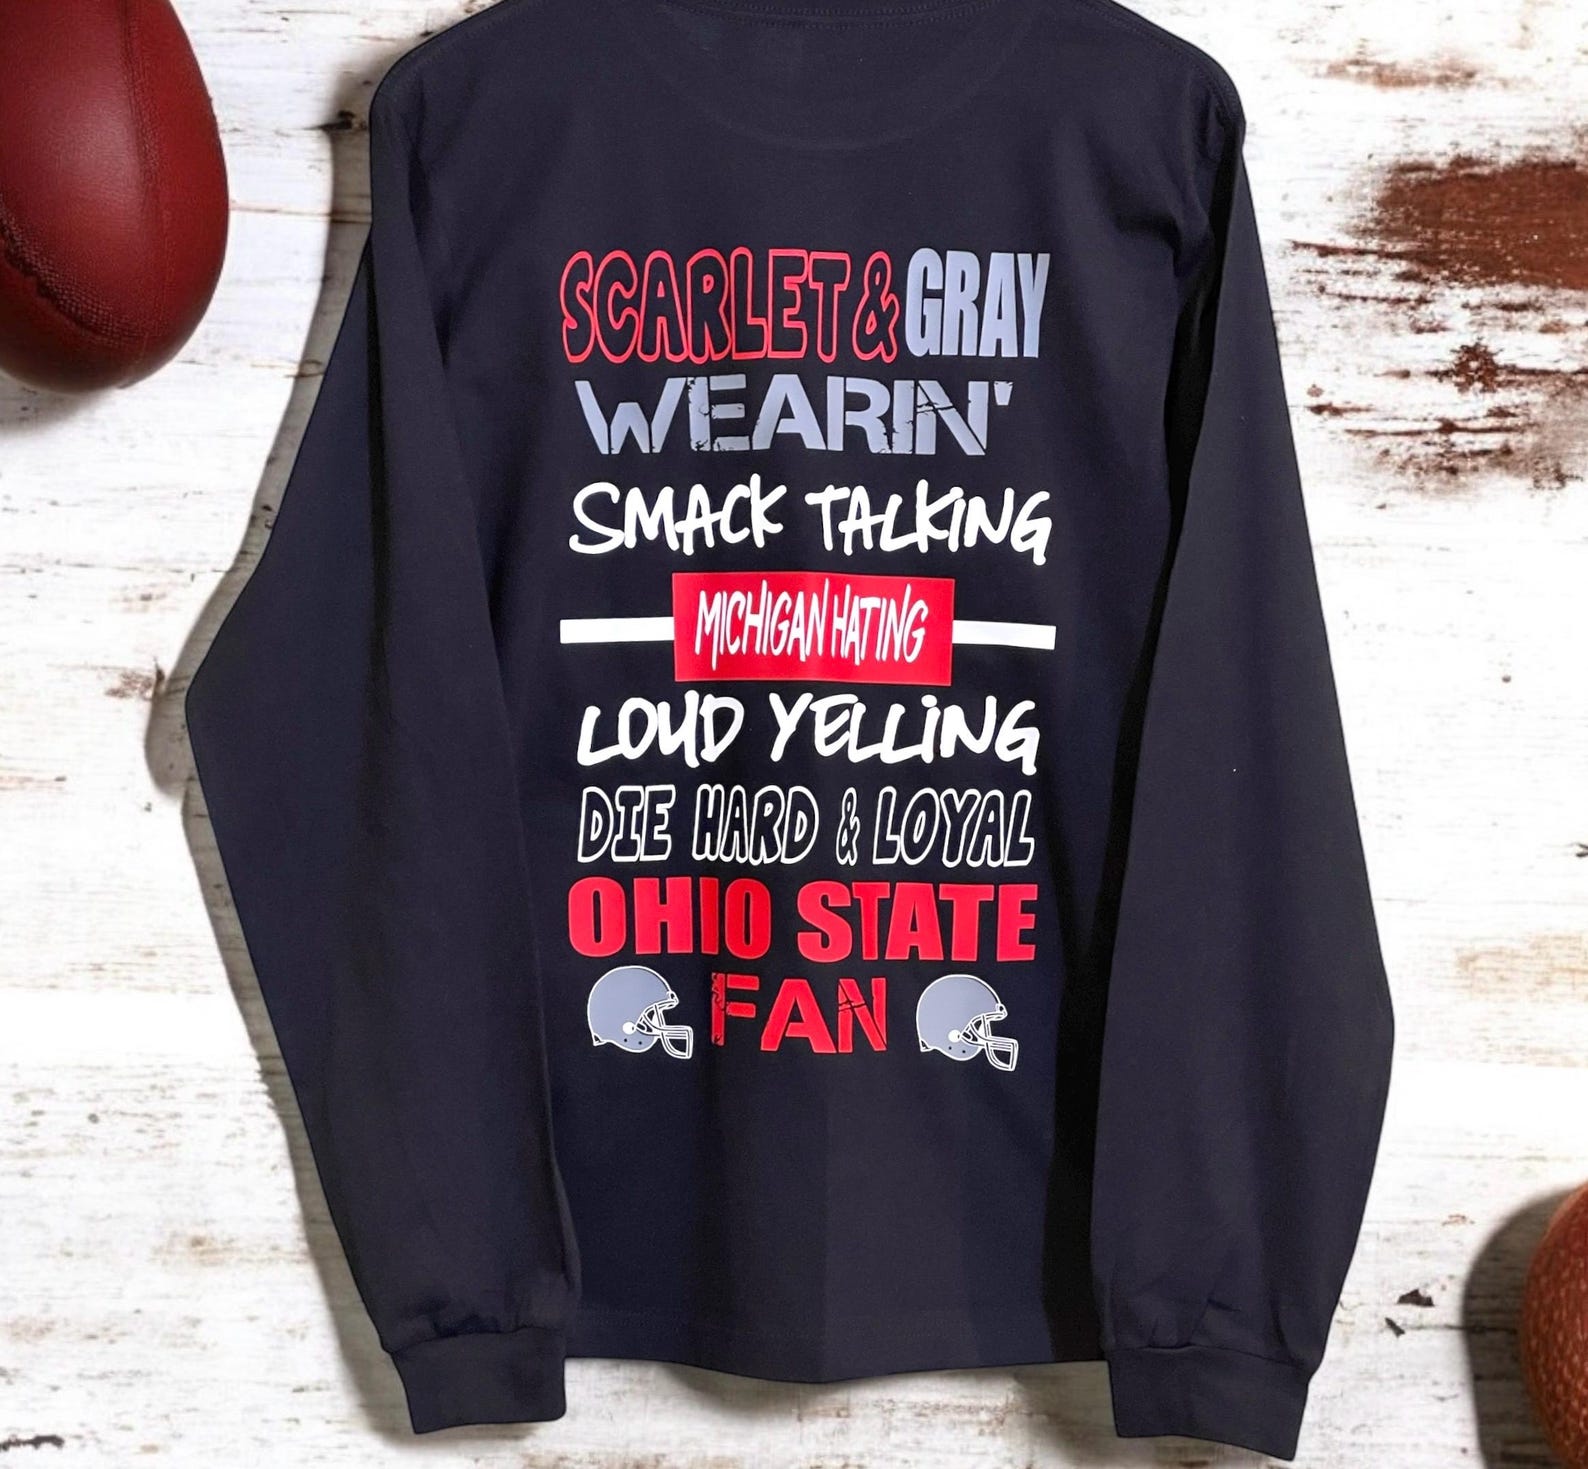 SCARLET & GRAY
WEARIN'
SMACK TALKING
MICHIGAN HATING
LOUD YELLING
DIE HARD & LOYAL
OHIO STATE
FAN